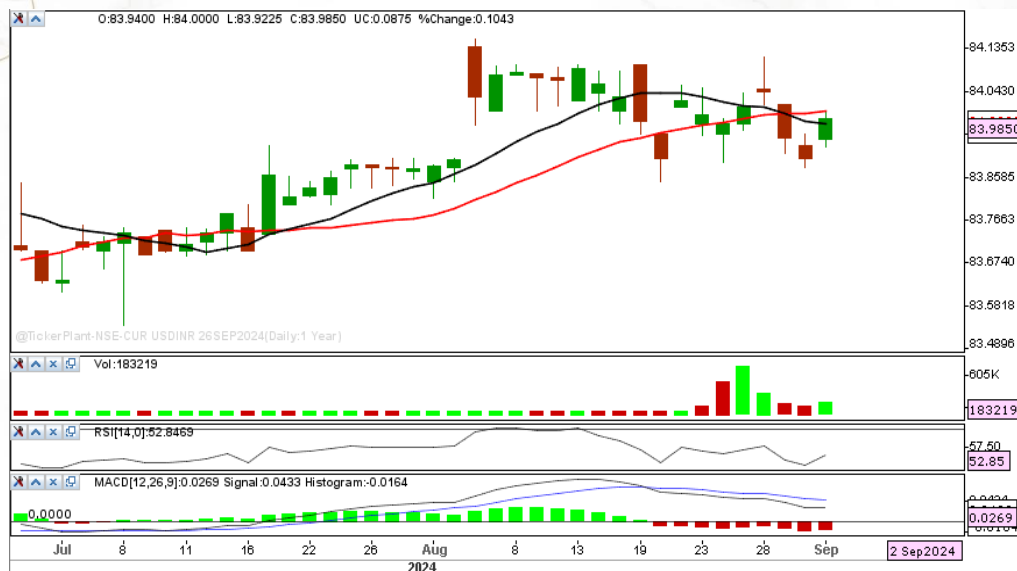 O:83.9400 H:84.0000 L:83.9225 C:83.9850 UC:0.0875 %Change:0.1043
84.1353
84.0430
83.9850
83.8585
83.7663
83.6740
83.5818
83.4896
@TickerPlant-NSE-CUR USDINR 26SEP2024(Daily:1 Year)
Vol:183219
605K
183219
RSI[14,0]:52.8469
57.50
52.85
MACD[12,26,9]:0.0269 Signal:0.0433 Histogram:-0.0164
0.0000
0.0269
Jul 8 11 16 22 26 Aug 8 13 19 23 28 Sep 2 Sep2024
2024